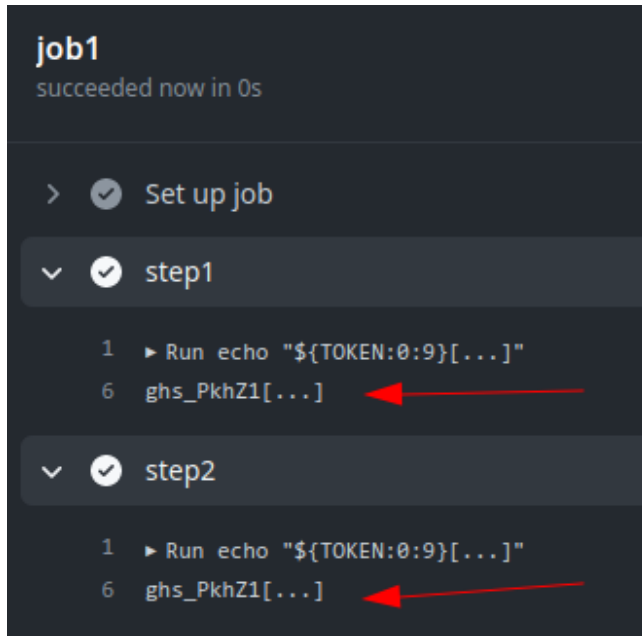 job1
succeeded now in 0s
Set up job
step1
1 ▸ Run echo "${TOKEN:0:9}[...]"
6 ghs_PkhZ1[...]
step2
1 ▸ Run echo "${TOKEN:0:9}[...]"
6 ghs_PkhZ1[...]